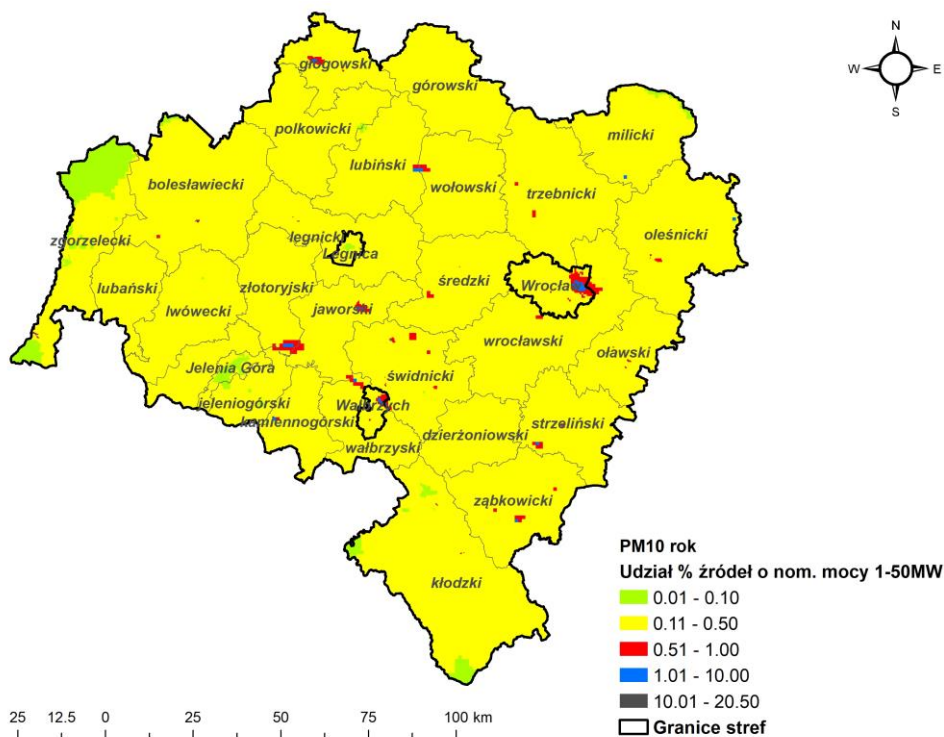 N
W E
S
głogowski
górowski
polkowicki
milicki
lubiński
bolesławiecki
wołowski
trzebnicki
oleśnicki
zgorzelecki
legnicki
Legnica
lubański
złotoryjski
średzki
Wrocław
lwówecki
jaworski
wrocławski
oławski
Jelenia Góra
świdnicki
jeleniogórski
Wałbrzych
kamiennogórski
strzeliński
dzierżoniowski
wałbrzyski
ząbkowicki
kłodzki
PM10 rok
Udział % źródeł o nom. mocy 1-50MW
0.01 - 0.10
0.11 - 0.50
0.51 - 1.00
1.01 - 10.00
10.01 - 20.50
Granice stref
25 12.5 0 25 50 75 100 km